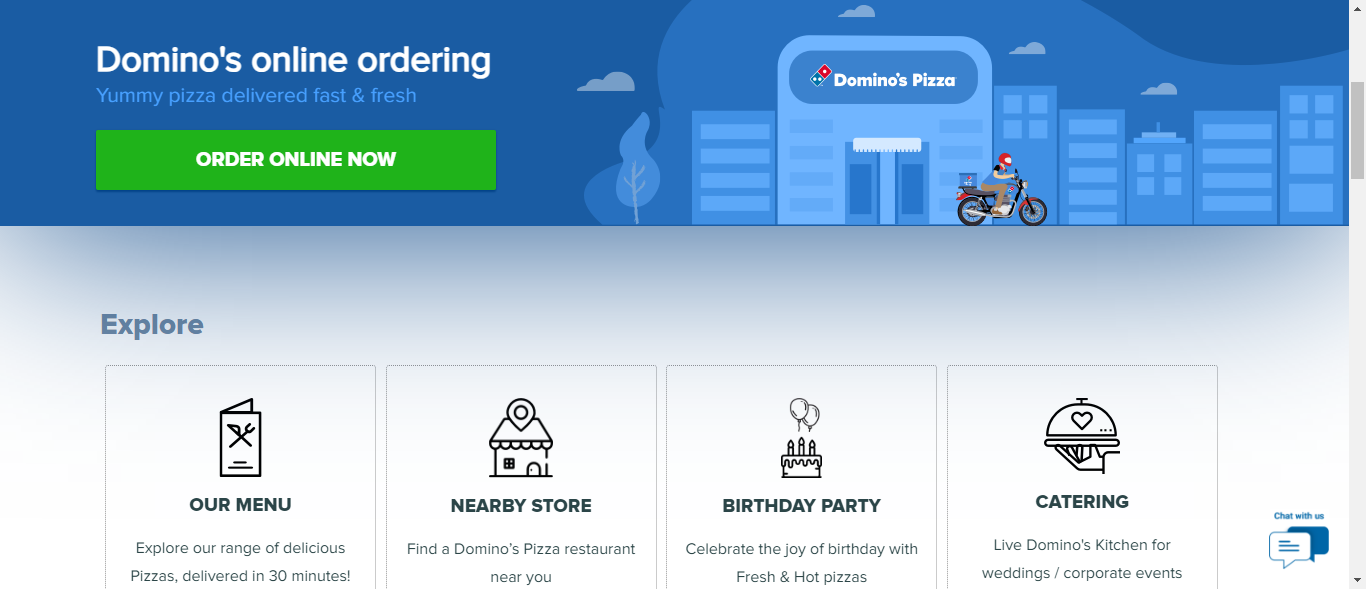 Domino's online ordering
Yummy pizza delivered fast & fresh
ORDER ONLINE NOW
Domino's Pizza
Explore
OUR MENU
Explore our range of delicious
Pizzas, delivered in 30 minutes!
NEARBY STORE
Find a Domino’s Pizza restaurant
near you
BIRTHDAY PARTY
Celebrate the joy of birthday with
Fresh & Hot pizzas
CATERING
Live Domino's Kitchen for
weddings / corporate events
Chat with us